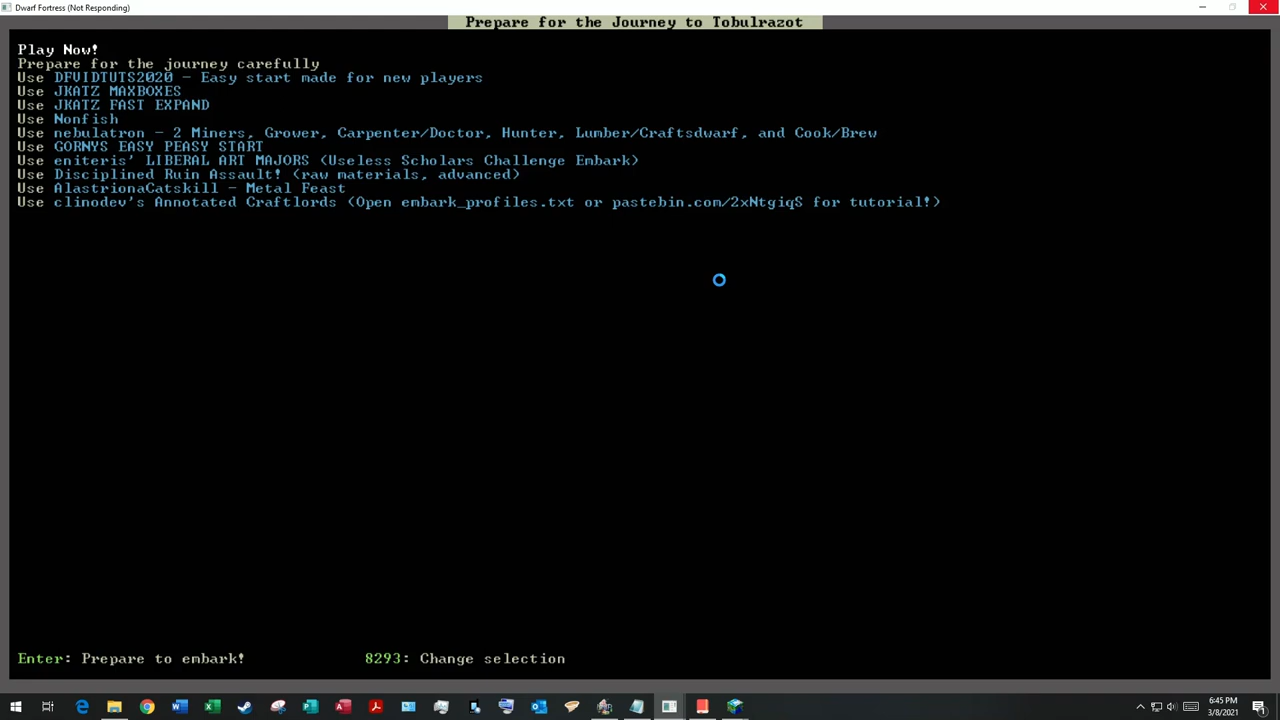 Dwarf Fortress (Not Responding)
Prepare for the Journey to Tobulrazot
Play Now!
Prepare for the journey carefully
Use DFVIDTUTS2020 - Easy start made for new players
Use JKATZ MAXBOXES
Use JKATZ FAST EXPAND
Use Nonfish
Use nebulatron - 2 Miners, Grower, Carpenter/Doctor, Hunter, Lumber/Craftsdwarf, and Cook/Brew
Use GORNYS EASY PEASY START
Use eniteris' LIBERAL ART MAJORS (Useless Scholars Challenge Embark)
Use Disciplined Ruin Assault! (raw materials, advanced)
Use AlastrionaCatskill - Metal Feast
Use clinodev's Annotated Craftlords (Open embark_profiles.txt or pastebin.com/2xNtgiqS for tutorial!)
Enter: Prepare to embark! 8293: Change selection
6:45 PM
3/8/2021